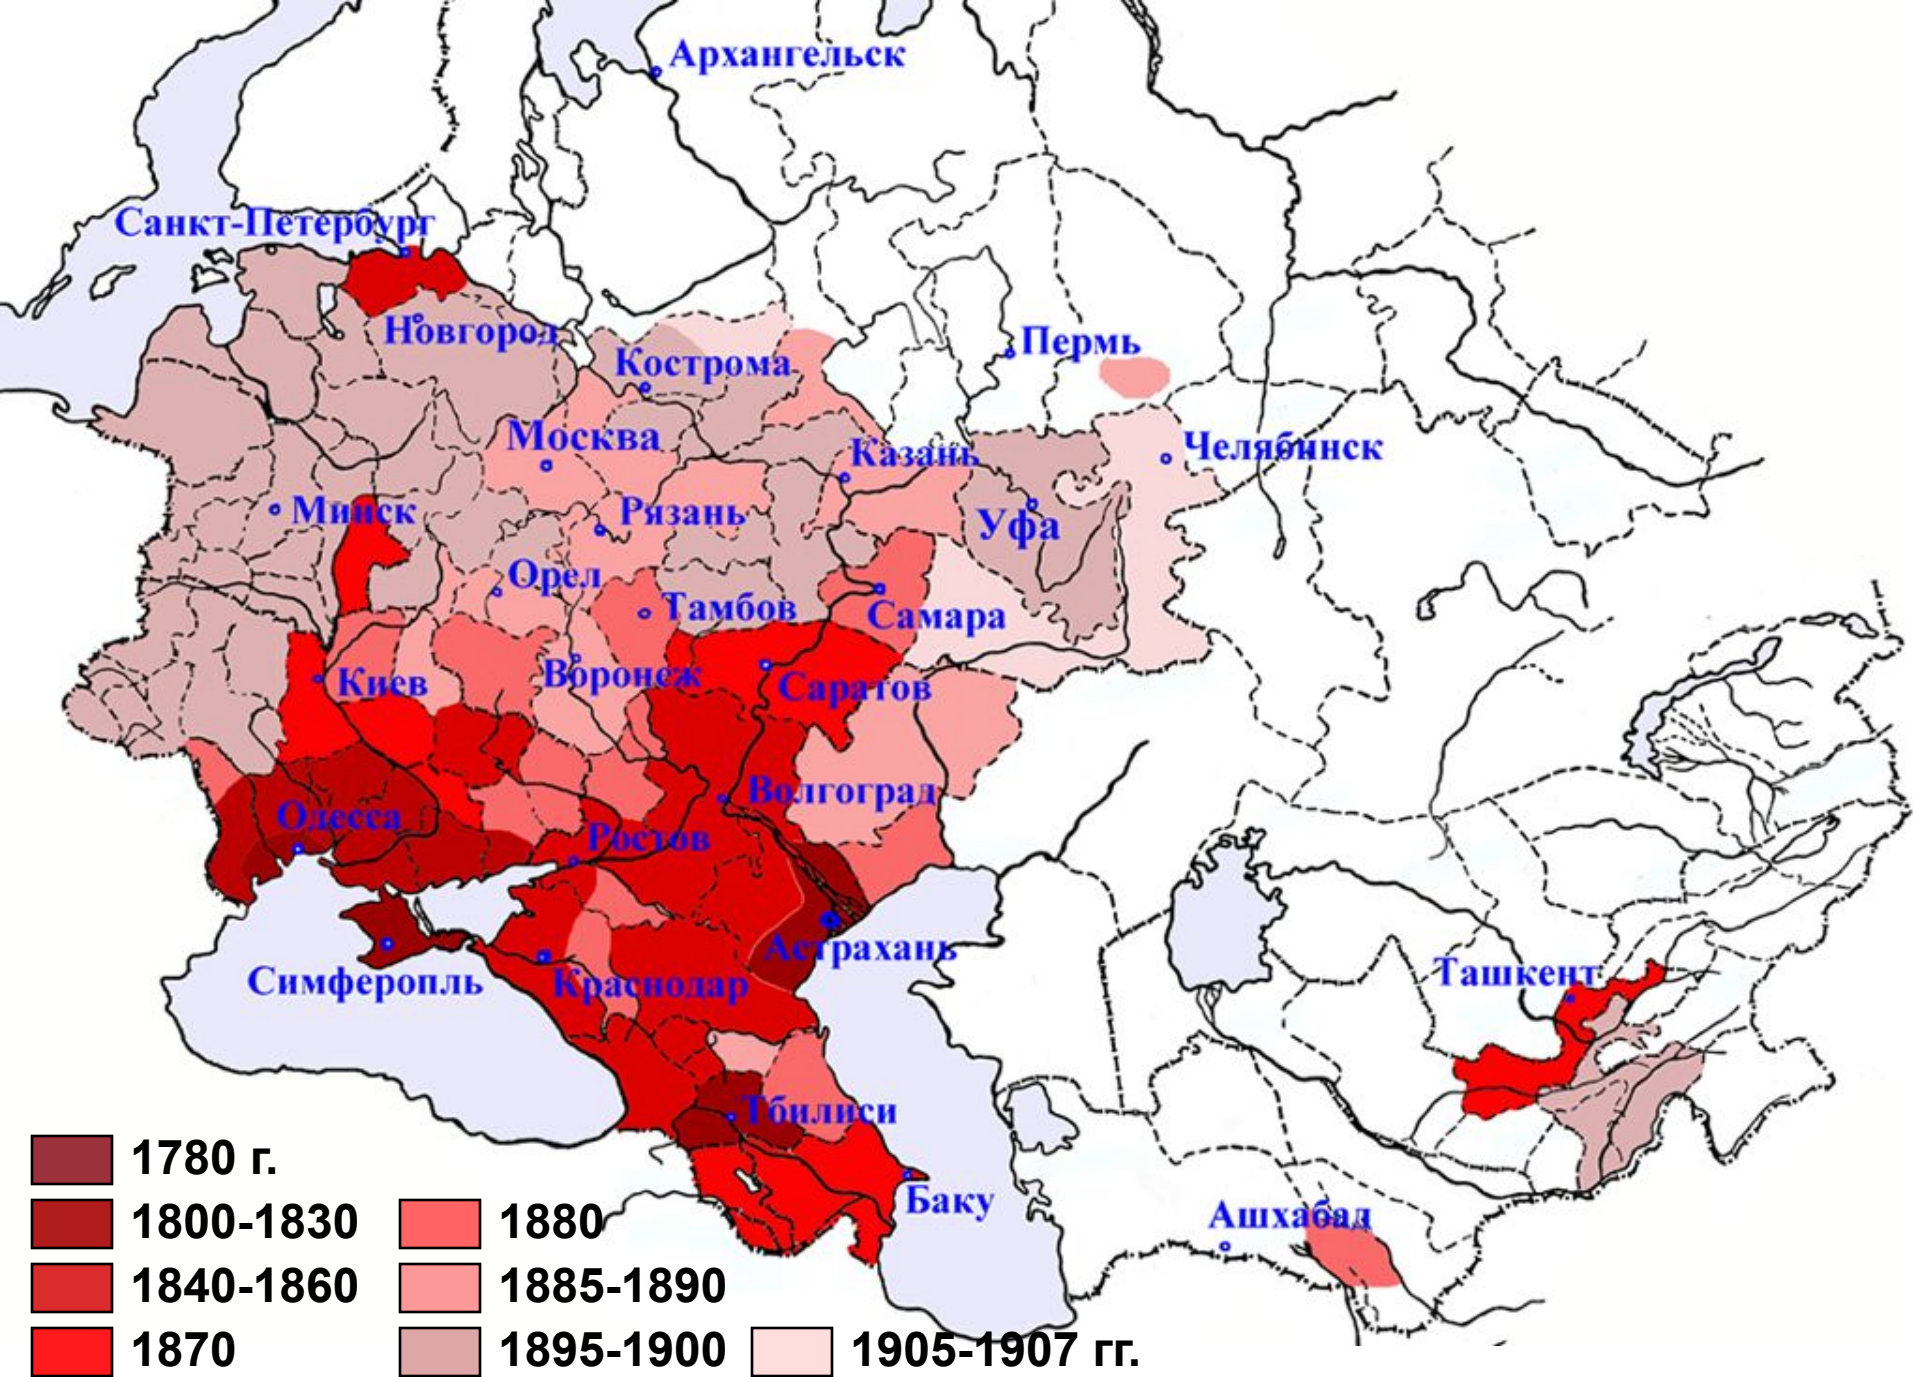 Архангельск
Санкт-Петербург
Новгород
Кострома
Пермь
Москва
Казань
Челябинск
Минск
Рязань
Уфа
Орел
Тамбов
Самара
Киев
Воронеж
Саратов
Волгоград
Одесса
Ростов
Астрахань
Симферопль
Краснодар
Ташкент
Тбилиси
Баку
Ашхабад
1780 г.
1800-1830
1840-1860
1870
1880
1885-1890
1895-1900
1905-1907 гг.